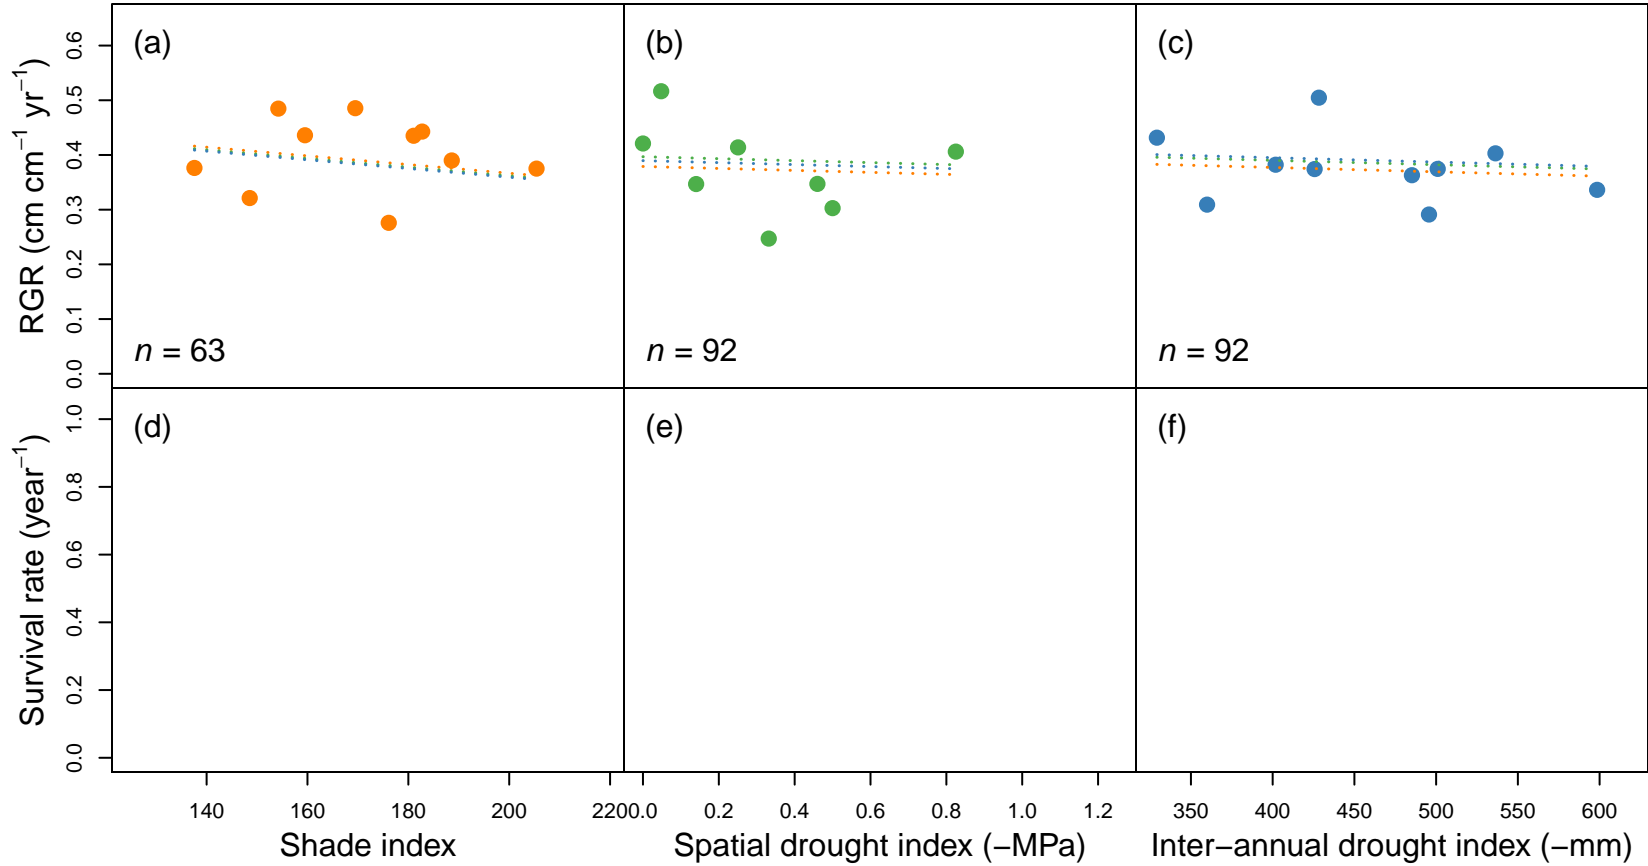 (a)
(b)
(c)
RGR (cm cm−1 yr−1)
0.6
0.5
0.4
0.3
0.2
0.1
0.0
n = 63
n = 92
n = 92
(d)
(e)
(f)
Survival rate (year−1)
1.0
0.8
0.6
0.4
0.2
0.0
140 160 180 200 220
0.0 0.2 0.4 0.6 0.8 1.0 1.2
350 400 450 500 550 600
Shade index
Spatial drought index (−MPa)
Inter−annual drought index (−mm)